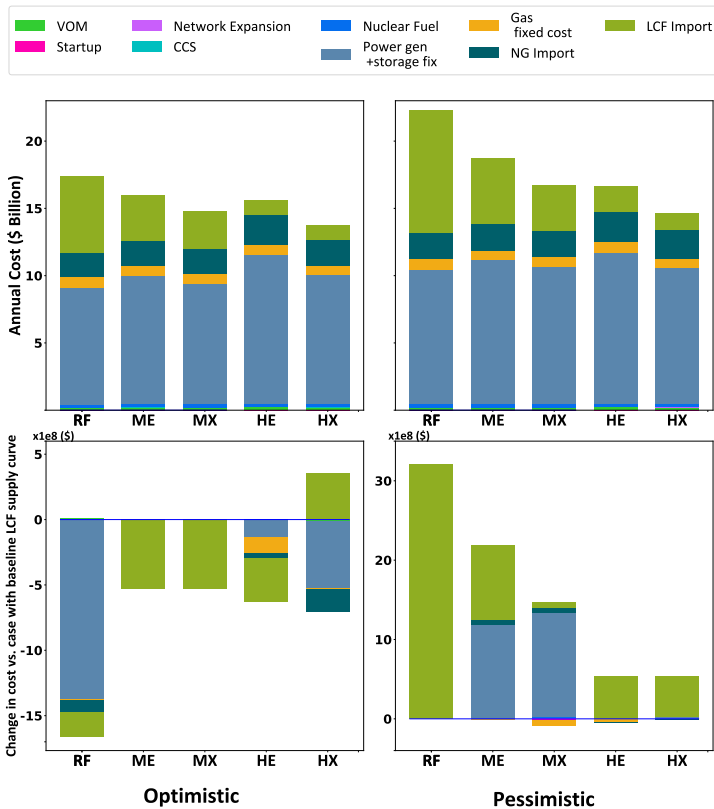 VOM
Network Expansion
Nuclear Fuel
Gas
fixed cost
LCF Import
Startup
CCS
Power gen
+storage fix
NG Import
Annual Cost ($ Billion)
20
15
10
5
RF ME MX HE HX
RF ME MX HE HX
Change in cost vs. case with baseline LCF supply curve
x1e8 ($)
5
0
-5
-10
-15
RF ME MX HE HX
Optimistic
x1e8 ($)
30
20
10
0
RF ME MX HE HX
Pessimistic